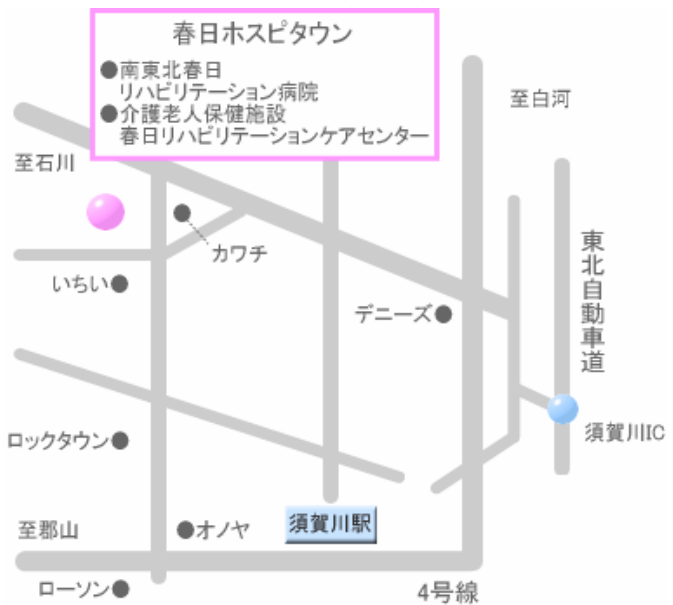 春日ホスピタウン
●南東北春日
リハビリテーション病院
●介護老人保健施設
春日リハビリテーションケアセンター
至白河
至石川
カワチ
東北自動車道
いちい
デニーズ
須賀川IC
ロックタウン
至郡山
オノヤ
須賀川駅
ローソン
4号線